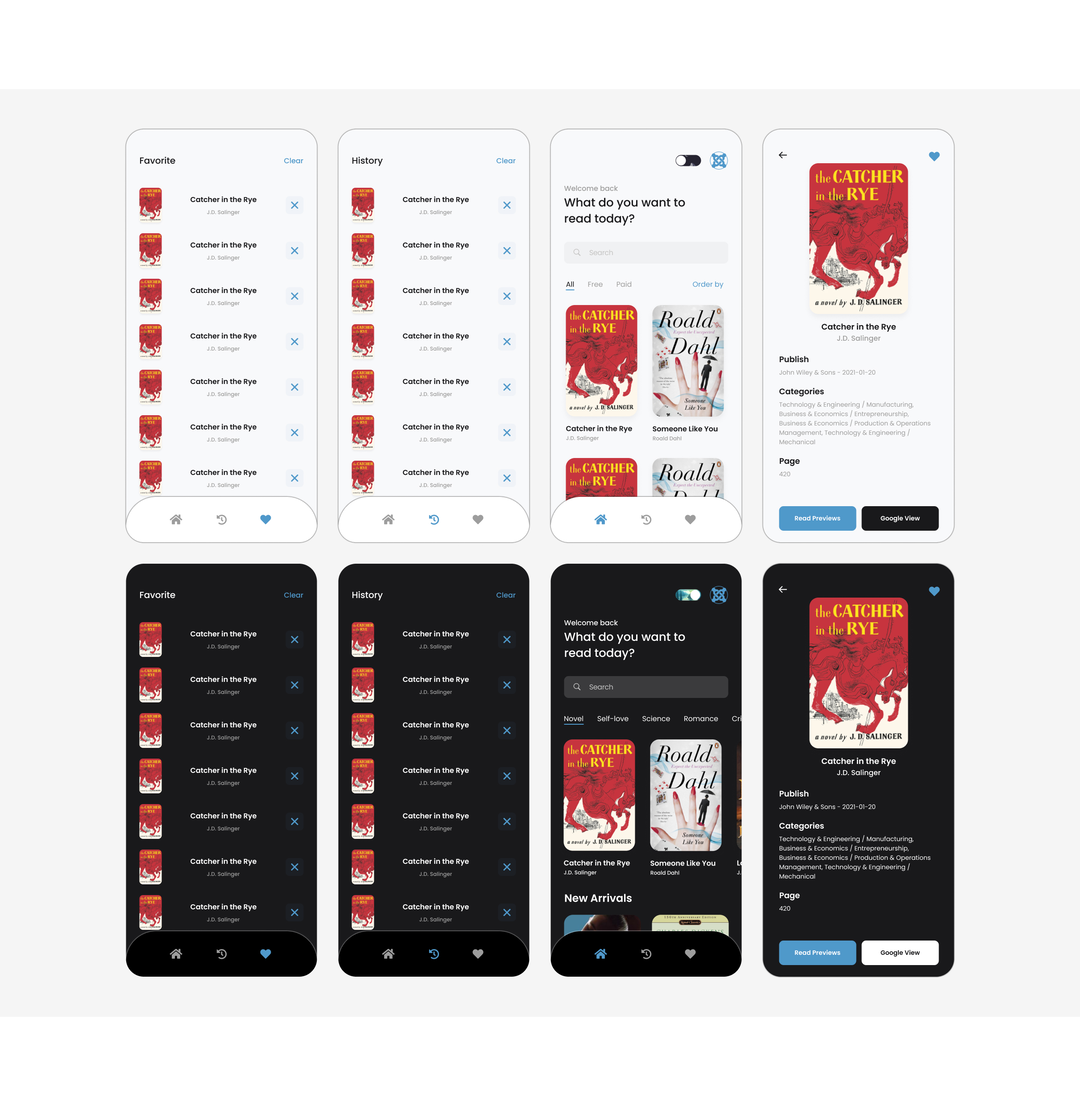 Favorite
Clear
Catcher in the Rye
J.D. Salinger
Catcher in the Rye
J.D. Salinger
Catcher in the Rye
J.D. Salinger
Catcher in the Rye
J.D. Salinger
Catcher in the Rye
J.D. Salinger
Catcher in the Rye
J.D. Salinger
Catcher in the Rye
J.D. Salinger
History
Clear
Catcher in the Rye
J.D. Salinger
Catcher in the Rye
J.D. Salinger
Catcher in the Rye
J.D. Salinger
Catcher in the Rye
J.D. Salinger
Catcher in the Rye
J.D. Salinger
Catcher in the Rye
J.D. Salinger
Catcher in the Rye
J.D. Salinger
Welcome back
What do you want to
read today?
Search
All Free Paid Order by
the CATCHER
in the RYE
a novel by J. D. SALINGER
Roald
Dahl
Someone
Like You
Catcher in the Rye
J.D. Salinger
Someone Like You
Roald Dahl
the CATCHER
in the RYE
Roald
Dahl
the CATCHER
in the RYE
a novel by J. D. SALINGER
Catcher in the Rye
J.D. Salinger
Publish
John Wiley & Sons - 2021-01-20
Categories
Technology & Engineering / Manufacturing,
Business & Economics / Entrepreneurship,
Business & Economics / Production & Operations
Management, Technology & Engineering /
Mechanical
Page
420
Read Previews
Google View
Favorite
Clear
Catcher in the Rye
J.D. Salinger
Catcher in the Rye
J.D. Salinger
Catcher in the Rye
J.D. Salinger
Catcher in the Rye
J.D. Salinger
Catcher in the Rye
J.D. Salinger
Catcher in the Rye
J.D. Salinger
Catcher in the Rye
J.D. Salinger
History
Clear
Catcher in the Rye
J.D. Salinger
Catcher in the Rye
J.D. Salinger
Catcher in the Rye
J.D. Salinger
Catcher in the Rye
J.D. Salinger
Catcher in the Rye
J.D. Salinger
Catcher in the Rye
J.D. Salinger
Catcher in the Rye
J.D. Salinger
Welcome back
What do you want to
read today?
Search
Novel Self-love Science Romance Cri
the CATCHER
in the RYE
a novel by J. D. SALINGER
Roald
Dahl
Someone
Like You
Catcher in the Rye
J.D. Salinger
Someone Like You
Roald Dahl
New Arrivals
the CATCHER
in the RYE
a novel by J. D. SALINGER
Catcher in the Rye
J.D. Salinger
Publish
John Wiley & Sons - 2021-01-20
Categories
Technology & Engineering / Manufacturing,
Business & Economics / Entrepreneurship,
Business & Economics / Production & Operations
Management, Technology & Engineering /
Mechanical
Page
420
Read Previews
Google View